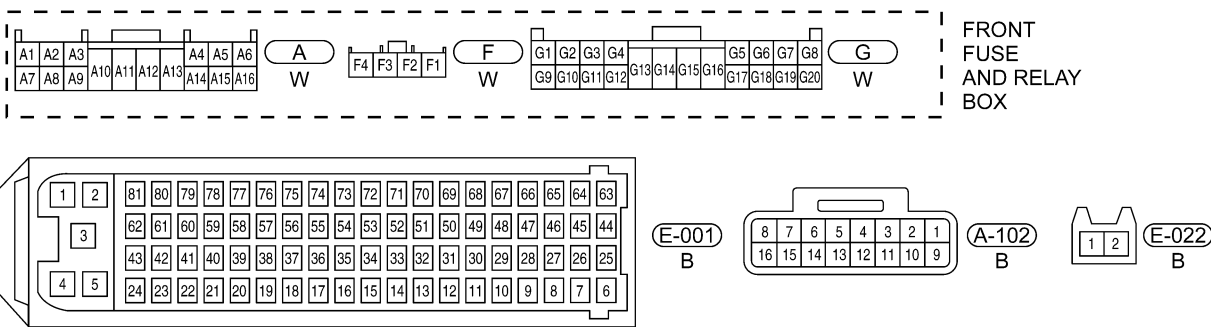 A1 A2 A3 A10 A11 A12 A13 A4 A5 A6
A7 A8 A9 A14 A15 A16
A
W
F4 F3 F2 F1
F
W
G1 G2 G3 G4 G13 G14 G15 G16 G5 G6 G7 G8
G9 G10 G11 G12 G17 G18 G19 G20
G
W
FRONT
FUSE
AND RELAY
BOX
1 2
3
4 5
81 80 79 78 77 76 75 74 73 72 71 70 69 68 67 66 65 64 63
62 61 60 59 58 57 56 55 54 53 52 51 50 49 48 47 46 45 44
43 42 41 40 39 38 37 36 35 34 33 32 31 30 29 28 27 26 25
24 23 22 21 20 19 18 17 16 15 14 13 12 11 10 9 8 7 6
E-001
B
8 7 6 5 4 3 2 1
16 15 14 13 12 11 10 9
A-102
B
1 2
E-022
B